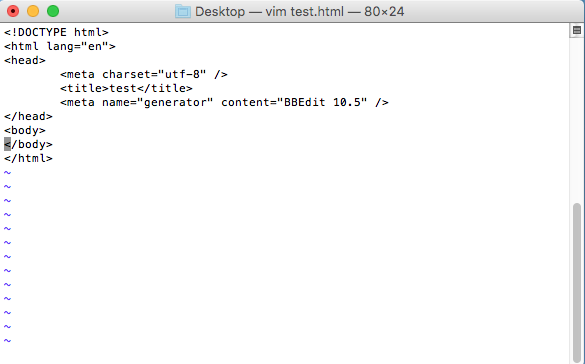 Desktop — vim test.html — 80×24
<!DOCTYPE html>
<html lang="en">
<head>
        <meta charset="utf-8" />
        <title>test</title>
        <meta name="generator" content="BBEdit 10.5" />
</head>
<body>
</body>
</html>
~
~
~
~
~
~
~
~
~
~
~
~
~